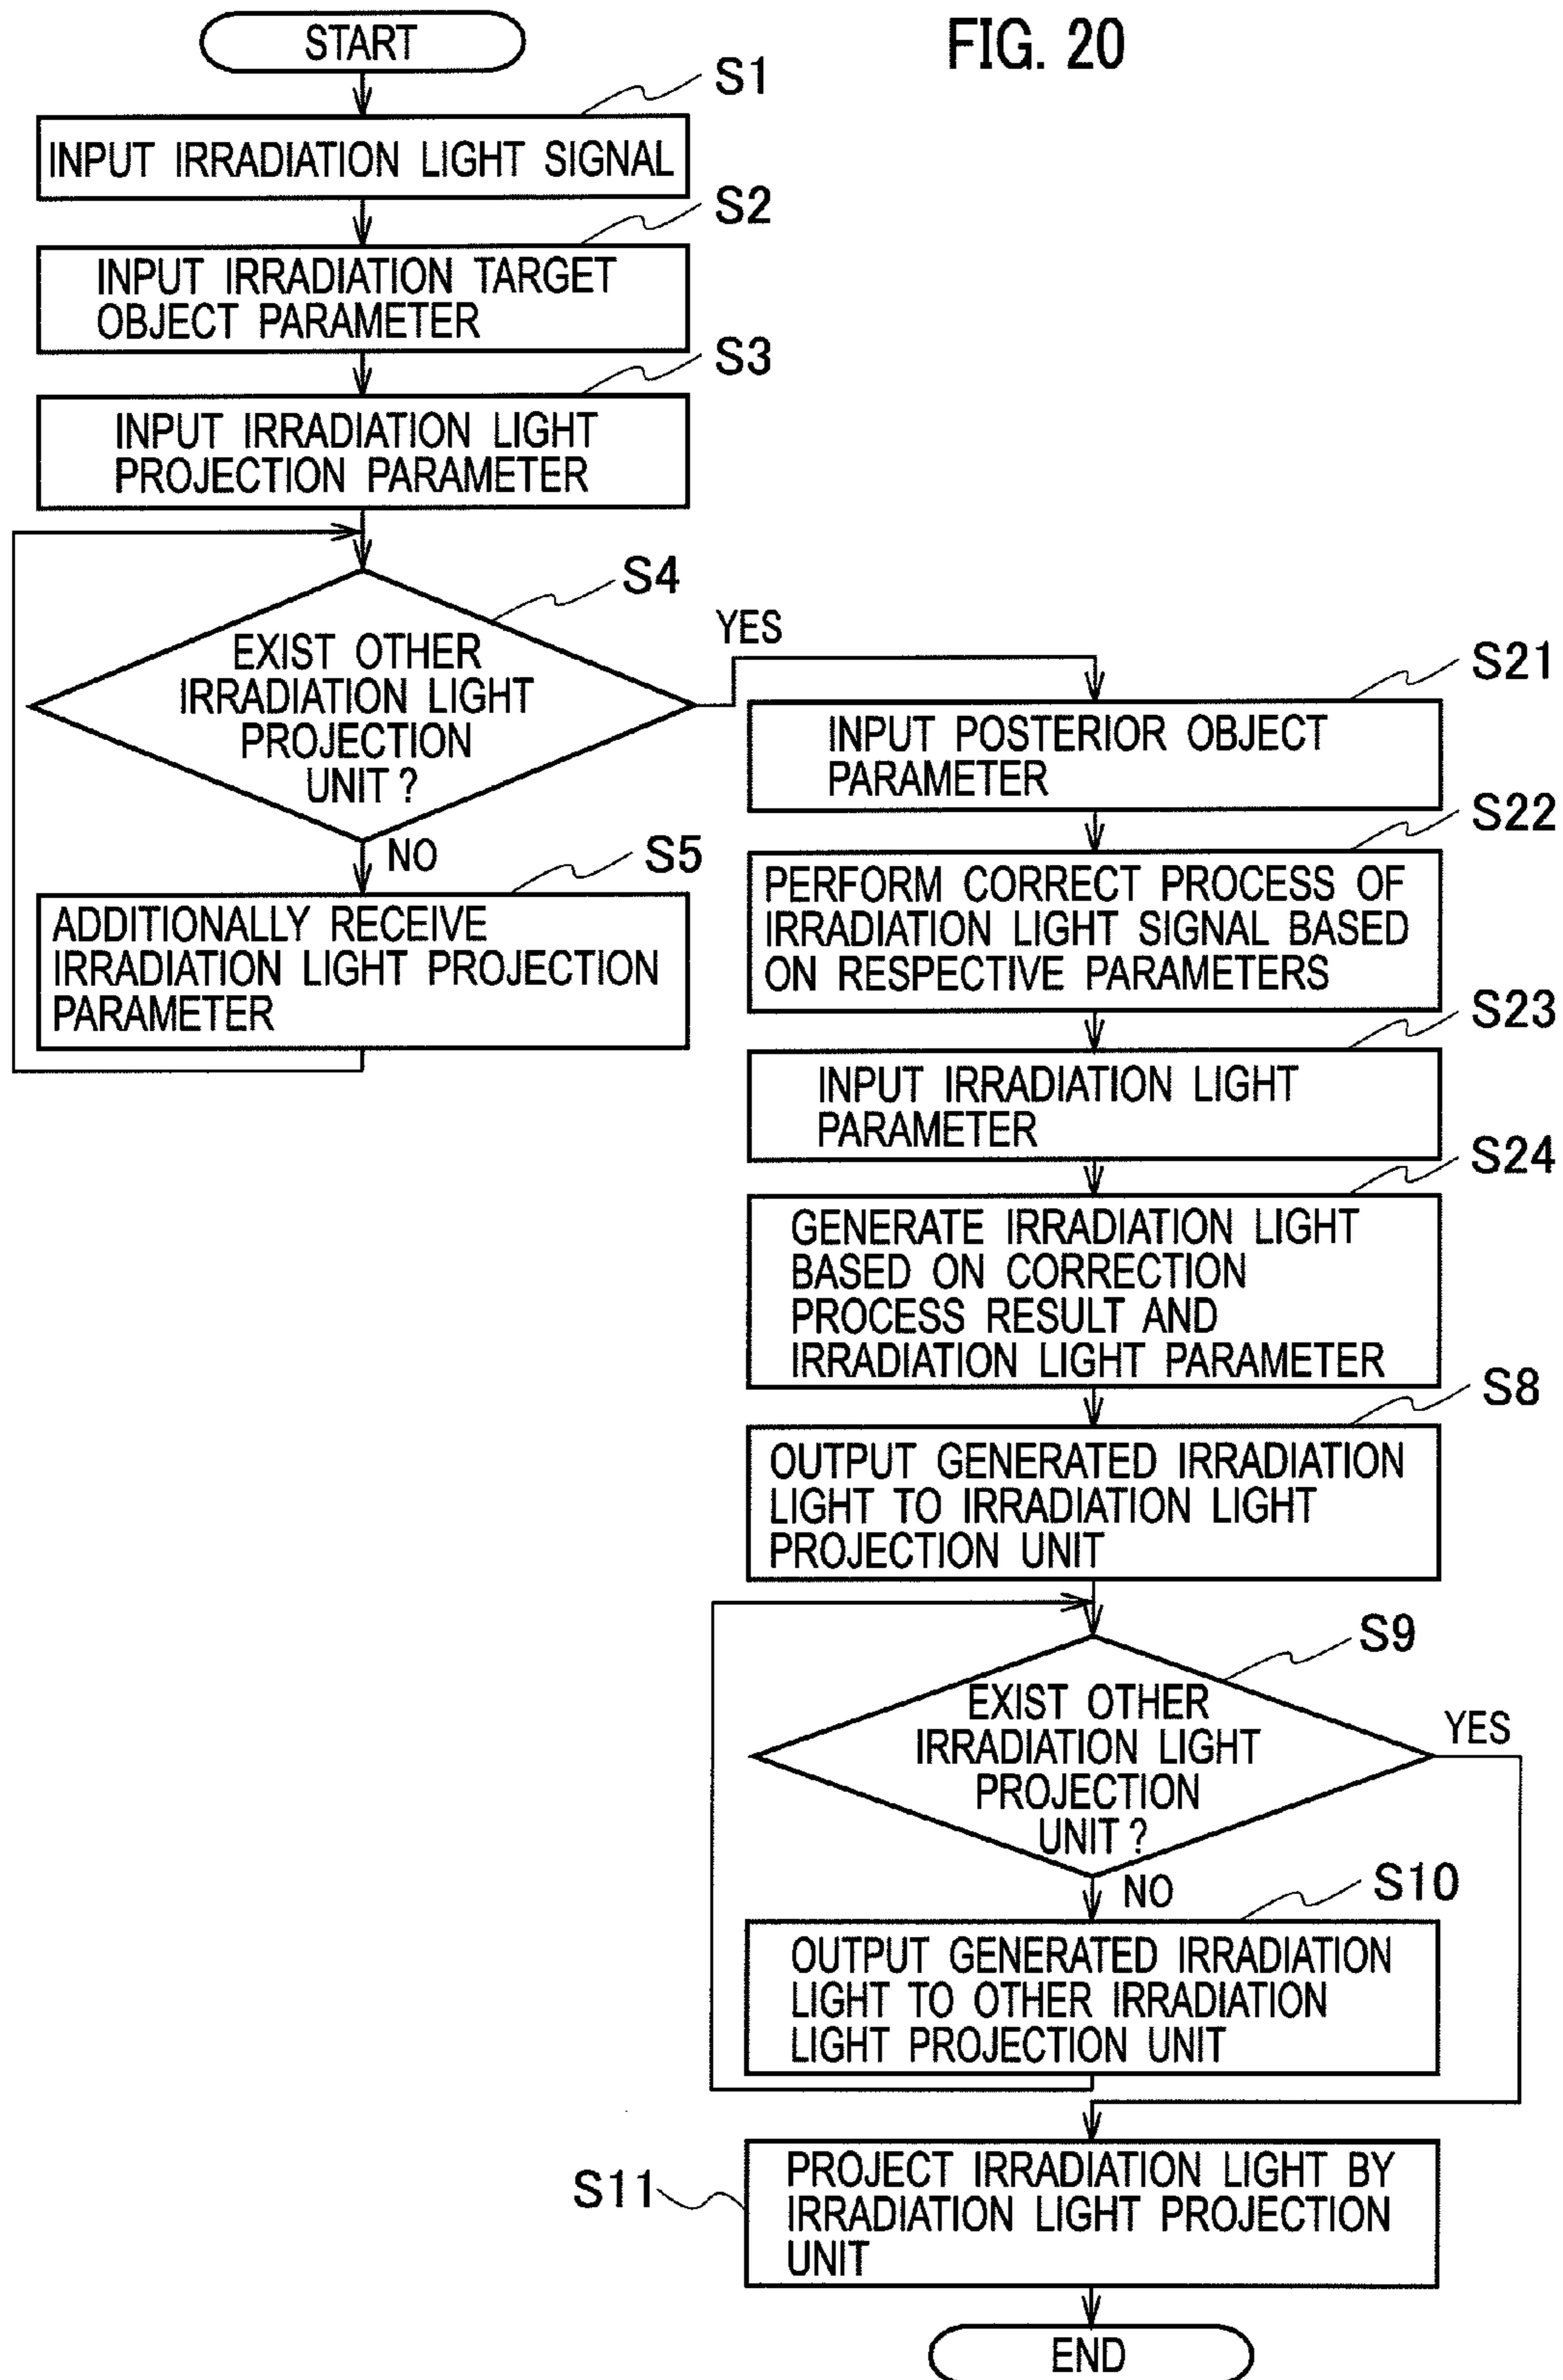 FIG. 20
START
S1
INPUT IRRADIATION LIGHT SIGNAL
S2
INPUT IRRADIATION TARGET
OBJECT PARAMETER
S3
INPUT IRRADIATION LIGHT
PROJECTION PARAMETER
S4
EXIST OTHER
IRRADIATION LIGHT
PROJECTION
UNIT?
YES
NO
S5
ADDITIONALLY RECEIVE
IRRADIATION LIGHT PROJECTION
PARAMETER
S21
INPUT POSTERIOR OBJECT
PARAMETER
S22
PERFORM CORRECT PROCESS OF
IRRADIATION LIGHT SIGNAL BASED
ON RESPECTIVE PARAMETERS
S23
INPUT IRRADIATION LIGHT
PARAMETER
S24
GENERATE IRRADIATION LIGHT
BASED ON CORRECTION
PROCESS RESULT AND
IRRADIATION LIGHT PARAMETER
S8
OUTPUT GENERATED IRRADIATION
LIGHT TO IRRADIATION LIGHT
PROJECTION UNIT
S9
EXIST OTHER
IRRADIATION LIGHT
PROJECTION
UNIT?
YES
NO
S10
OUTPUT GENERATED IRRADIATION
LIGHT TO OTHER IRRADIATION
LIGHT PROJECTION UNIT
S11
PROJECT IRRADIATION LIGHT BY
IRRADIATION LIGHT PROJECTION
UNIT
END